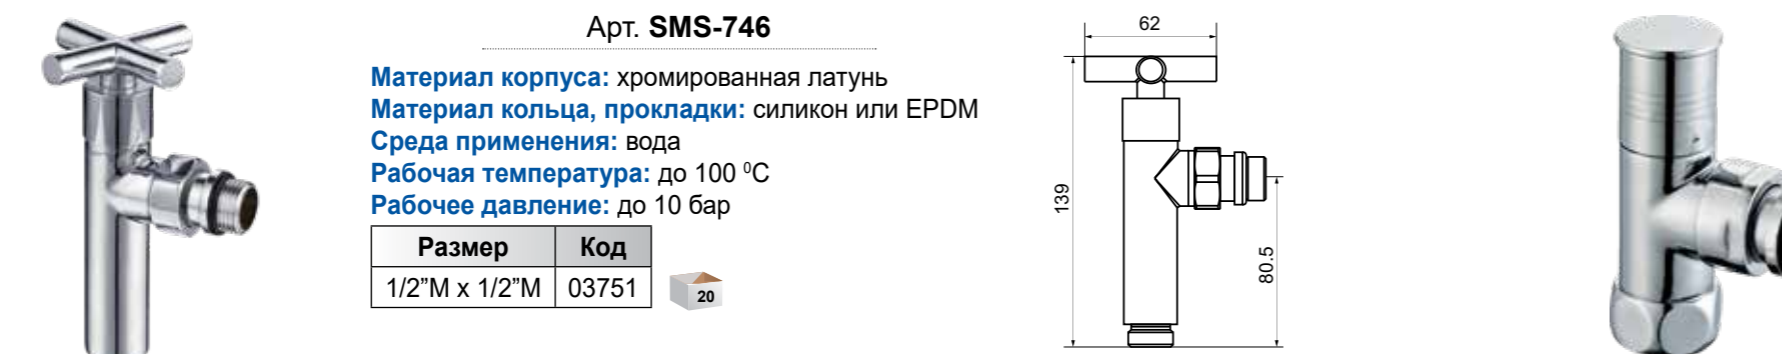 Арт. SMS-746
Материал корпуса: хромированная латунь
Материал кольца, прокладки: силикон или EPDM
Среда применения: вода
Рабочая температура: до 100 ⁰C
Рабочее давление: до 10 бар
Размер Код
1/2”M x 1/2”M 03751
20
62
139
80.5